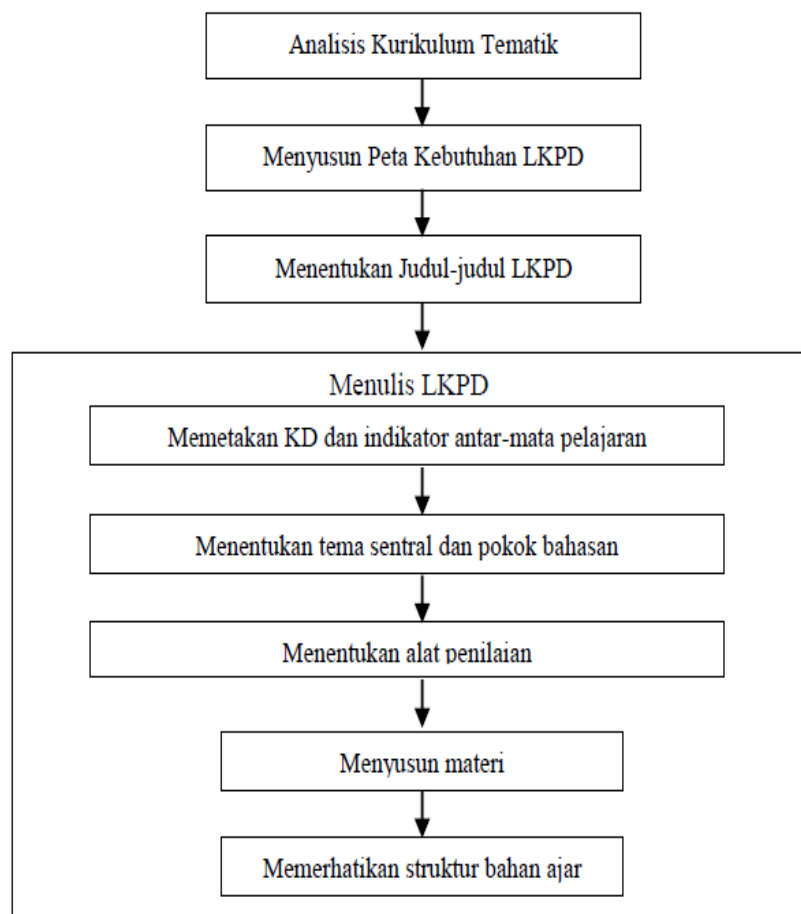 Analisis Kurikulum Tematik
Menyusun Peta Kebutuhan LKPD
Menentukan Judul-judul LKPD
Menulis LKPD
Memetakan KD dan indikator antar-mata pelajaran
Menentukan tema sentral dan pokok bahasan
Menentukan alat penilaian
Menyusun materi
Memerhatikan struktur bahan ajar